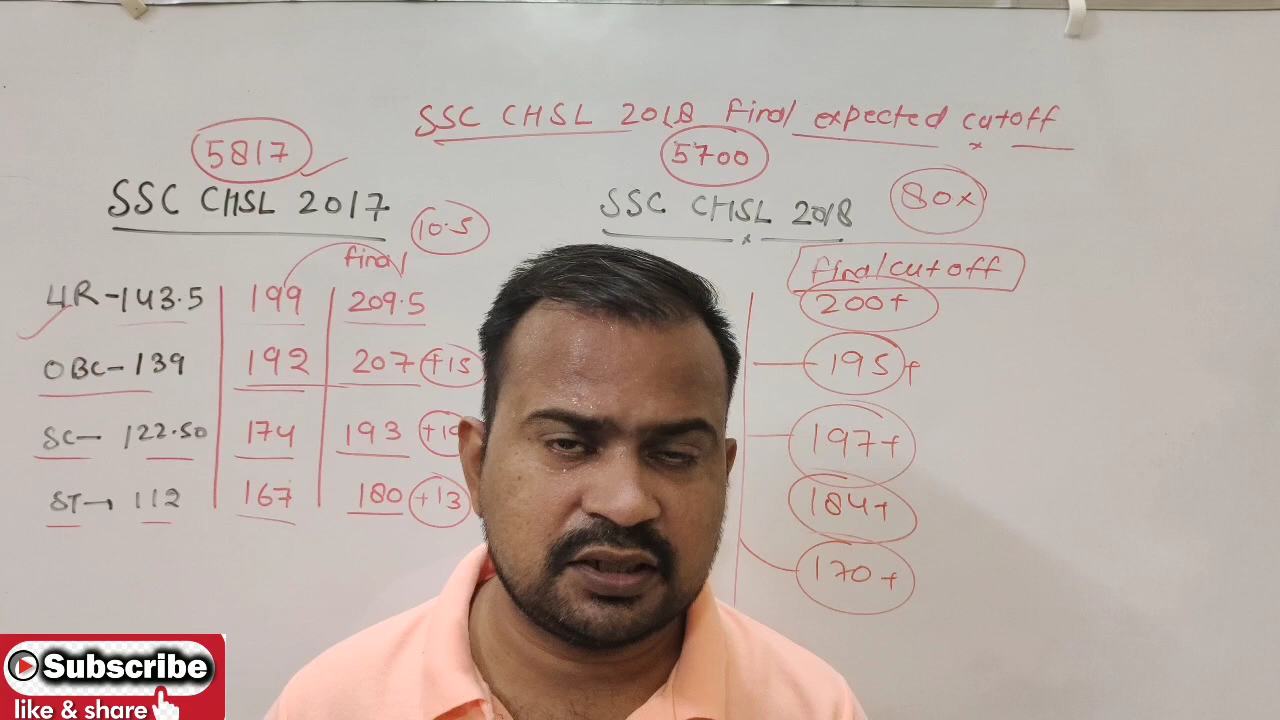 SSC CHSL 2018 Final expected cutoff
5817
5700
SSC CHSL 2017
10.5
SSC CHSL 2018
80x
final
final cutoff
UR-143.5 199 209.5
200+
OBC-139 192 207 +15
195+
SC- 122.50 174 193
197+
ST- 112 167 180 +13
184+
170+
Subscribe
like & share